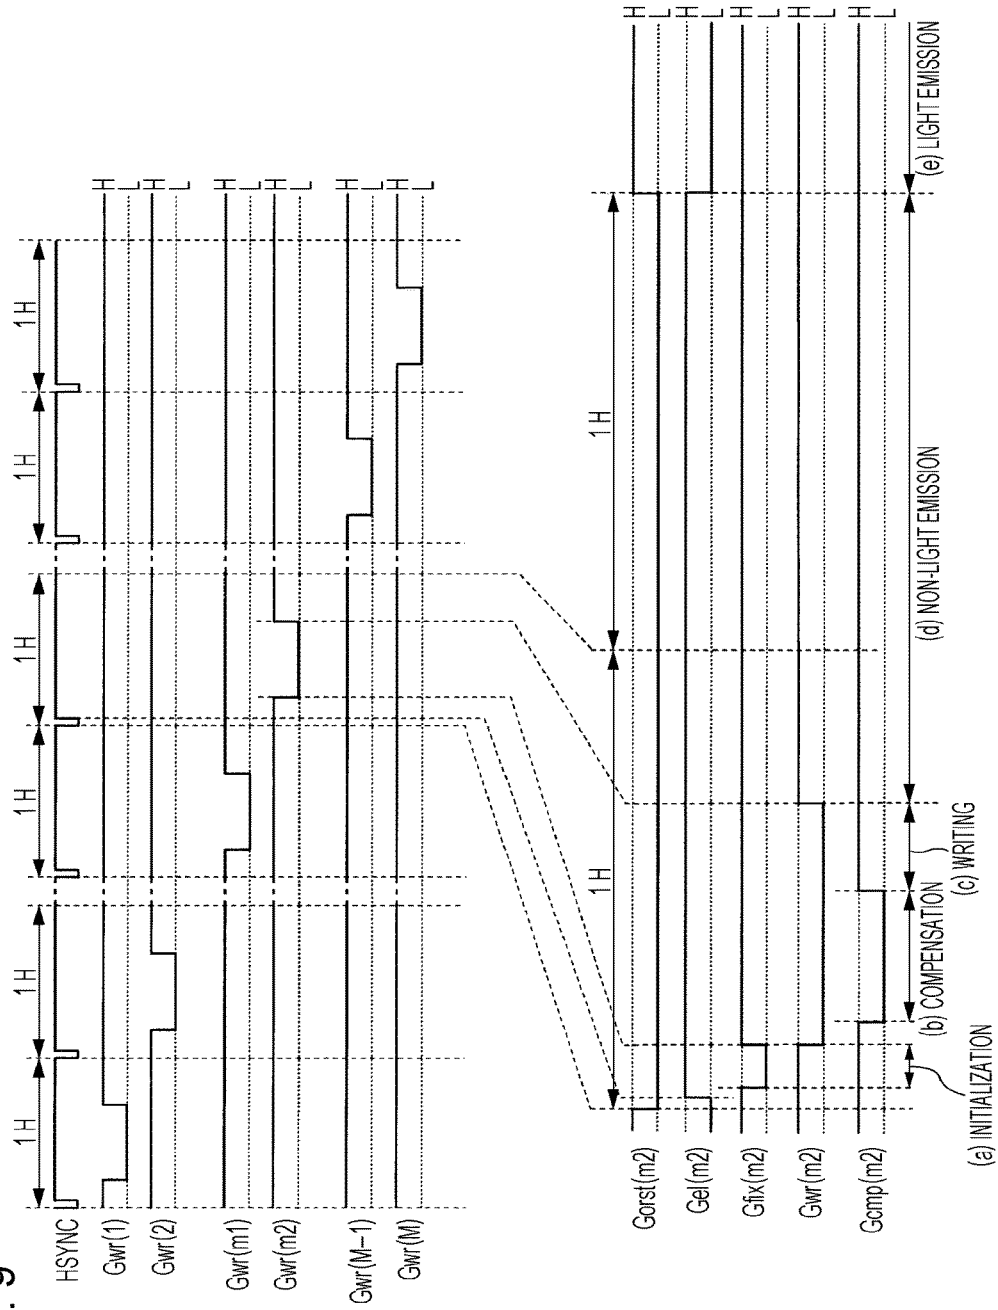 9
1H
1H
1H
1H
1H
1H
HSYNC
Gwr(1)
H
L
Gwr(2)
H
L
Gwr(m1)
H
L
Gwr(m2)
H
L
Gwr(M-1)
H
L
Gwr(M)
H
L
1H
1H
Gorst(m2)
H
L
Gel(m2)
H
L
Gfix(m2)
H
L
Gwr(m2)
H
L
Gcmp(m2)
H
L
(a) INITIALIZATION
(b) COMPENSATION
(c) WRITING
(d) NON-LIGHT EMISSION
(e) LIGHT EMISSION